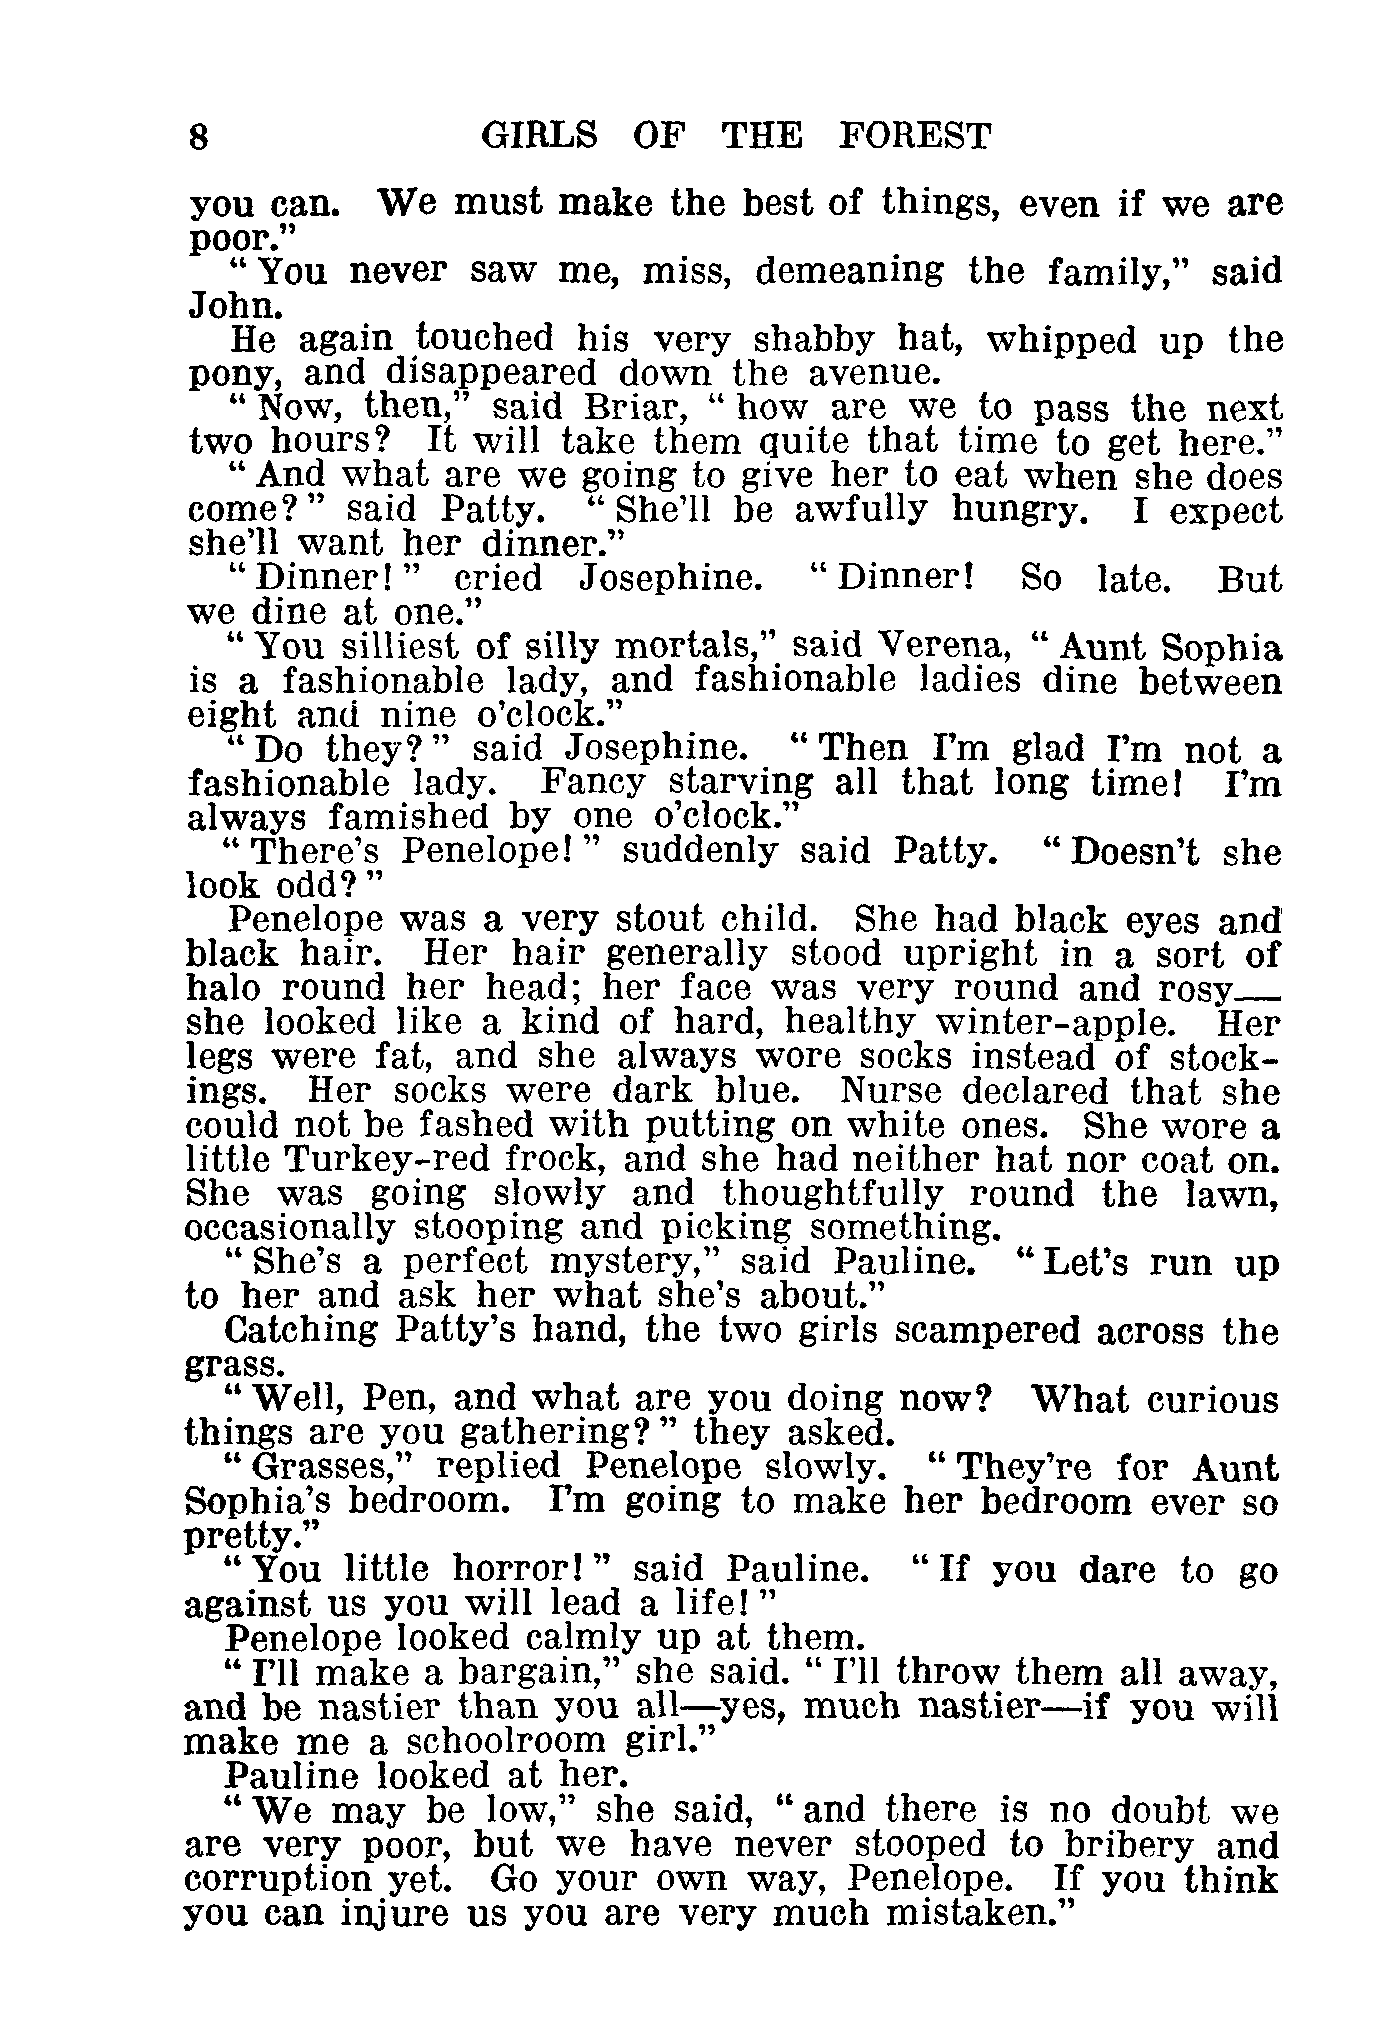 8 GIRLS OF THE FOREST
you can. We must make the best of things, even if we are
poor.”
“You never saw me, miss, demeaning the family,” said
John.
He again touched his very shabby hat, whipped up the
pony, and disappeared down the avenue.
“Now, then,” said Briar, “how are we to pass the next
two hours? It will take them quite that time to get here.”
“And what are we going to give her to eat when she does
come?” said Patty. “She’ll be awfully hungry. I expect
she’ll want her dinner.”
“Dinner!” cried Josephine. “Dinner! So late. But
we dine at one.”
“You silliest of silly mortals,” said Verena, “Aunt Sophia
is a fashionable lady, and fashionable ladies dine between
eight and nine o’clock.”
“Do they?” said Josephine. “Then I’m glad I’m not a
fashionable lady. Fancy starving all that long time! I’m
always famished by one o’clock.”
“There’s Penelope!” suddenly said Patty. “Doesn’t she
look odd?”
Penelope was a very stout child. She had black eyes and
black hair. Her hair generally stood upright in a sort of
halo round her head; her face was very round and rosy—
she looked like a kind of hard, healthy winter-apple. Her
legs were fat, and she always wore socks instead of stock-
ings. Her socks were dark blue. Nurse declared that she
could not be fashed with putting on white ones. She wore a
little Turkey-red frock, and she had neither hat nor coat on.
She was going slowly and thoughtfully round the lawn,
occasionally stooping and picking something.
“She’s a perfect mystery,” said Pauline. “Let’s run up
to her and ask her what she’s about.”
Catching Patty’s hand, the two girls scampered across the
grass.
“Well, Pen, and what are you doing now? What curious
things are you gathering?” they asked.
“Grasses,” replied Penelope slowly. “They’re for Aunt
Sophia’s bedroom. I’m going to make her bedroom ever so
pretty.”
“You little horror!” said Pauline. “If you dare to go
against us you will lead a life!”
Penelope looked calmly up at them.
“I’ll make a bargain,” she said. “I’ll throw them all away,
and be nastier than you all—yes, much nastier—if you will
make me a schoolroom girl.”
Pauline looked at her.
“We may be low,” she said, “and there is no doubt we
are very poor, but we have never stooped to bribery and
corruption yet. Go your own way, Penelope. If you think
you can injure us you are very much mistaken.”